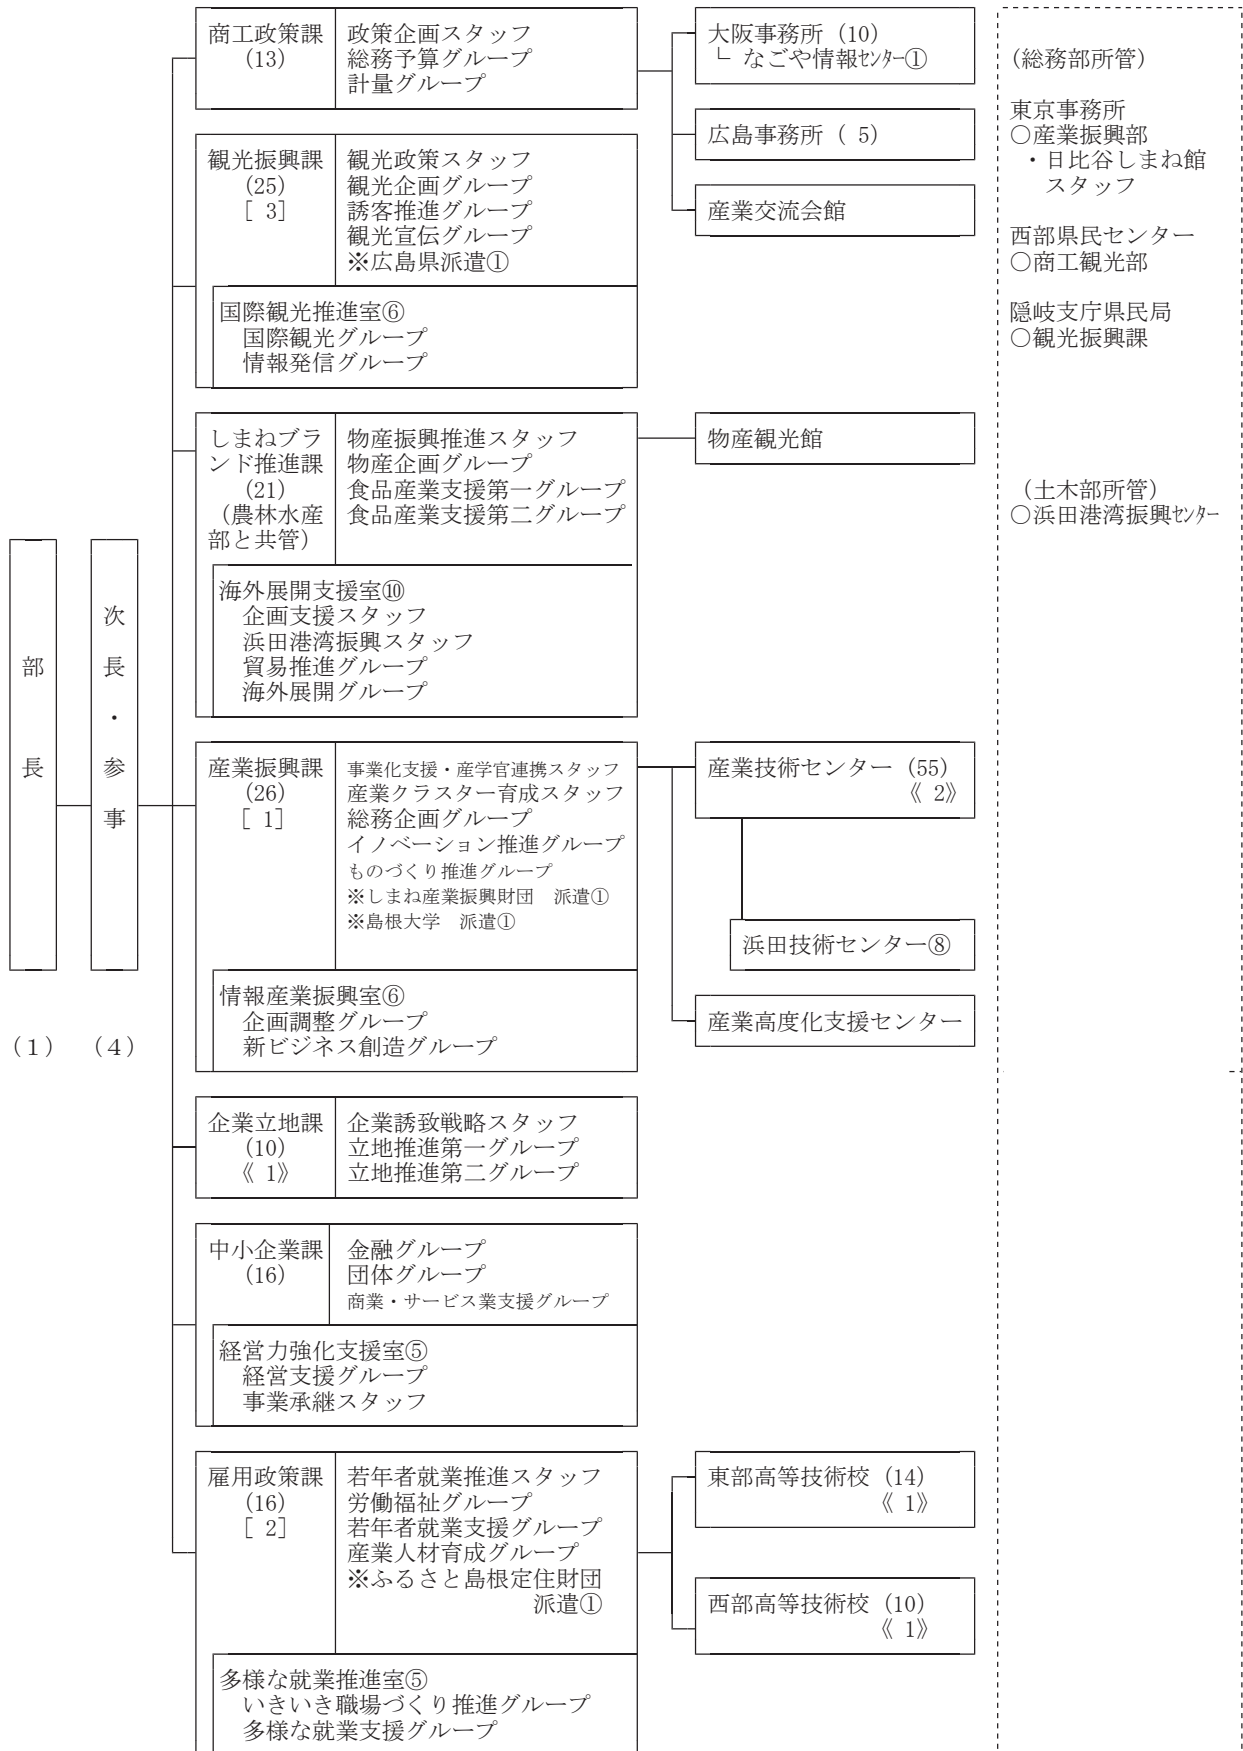 部長
(1)
次長・参事
(4)
商工政策課
(13)
政策企画スタッフ
総務予算グループ
計量グループ
大阪事務所 (10)
└ なごや情報センター①
広島事務所 ( 5)
産業交流会館
観光振興課
(25)
[ 3]
観光政策スタッフ
観光企画グループ
誘客推進グループ
観光宣伝グループ
※広島県派遣①
国際観光推進室⑥
国際観光グループ
情報発信グループ
しまねブラ
ンド推進課
(21)
(農林水産
部と共管)
物産振興推進スタッフ
物産企画グループ
食品産業支援第一グループ
食品産業支援第二グループ
物産観光館
海外展開支援室⑩
企画支援スタッフ
浜田港湾振興スタッフ
貿易推進グループ
海外展開グループ
産業振興課
(26)
[ 1]
事業化支援・産学官連携スタッフ
産業クラスター育成スタッフ
総務企画グループ
イノベーション推進グループ
ものづくり推進グループ
※しまね産業振興財団 派遣①
※島根大学 派遣①
産業技術センター (55)
《 2》
浜田技術センター⑧
産業高度化支援センター
情報産業振興室⑥
企画調整グループ
新ビジネス創造グループ
企業立地課
(10)
《 1》
企業誘致戦略スタッフ
立地推進第一グループ
立地推進第二グループ
中小企業課
(16)
金融グループ
団体グループ
商業・サービス業支援グループ
経営力強化支援室⑤
経営支援グループ
事業承継スタッフ
雇用政策課
(16)
[ 2]
若年者就業推進スタッフ
労働福祉グループ
若年者就業支援グループ
産業人材育成グループ
※ふるさと島根定住財団
派遣①
東部高等技術校 (14)
《 1》
西部高等技術校 (10)
《 1》
多様な就業推進室⑤
いきいき職場づくり推進グループ
多様な就業支援グループ
(総務部所管)
東京事務所
○産業振興部
・日比谷しまね館
スタッフ
西部県民センター
○商工観光部
隠岐支庁県民局
○観光振興課
(土木部所管)
○浜田港湾振興センター